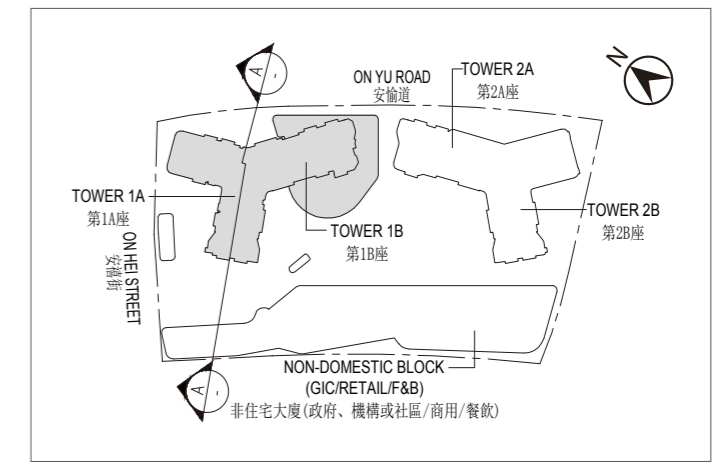 A
-
ON YU ROAD
安愉道
TOWER 2A
第2A座
N
TOWER 1A
第1A座
TOWER 1B
第1B座
TOWER 2B
第2B座
ON HEI STREET
安禧街
NON-DOMESTIC BLOCK
(GIC/RETAIL/F&B)
非住宅大廈(政府、機構或社區/商用/餐飲)
A
-